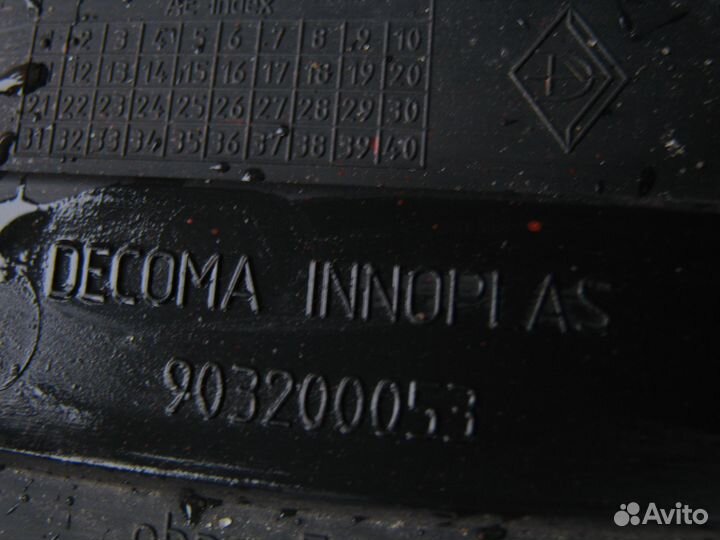 AE index
1 2 3 4 5 6 7 8 9 10
12 13 14 15 16 17 18 19 20
21 22 23 24 25 26 27 28 29 30
31 32 33 34 35 36 37 38 39 40
DECOMA INNOPLAS
903200053
Avito